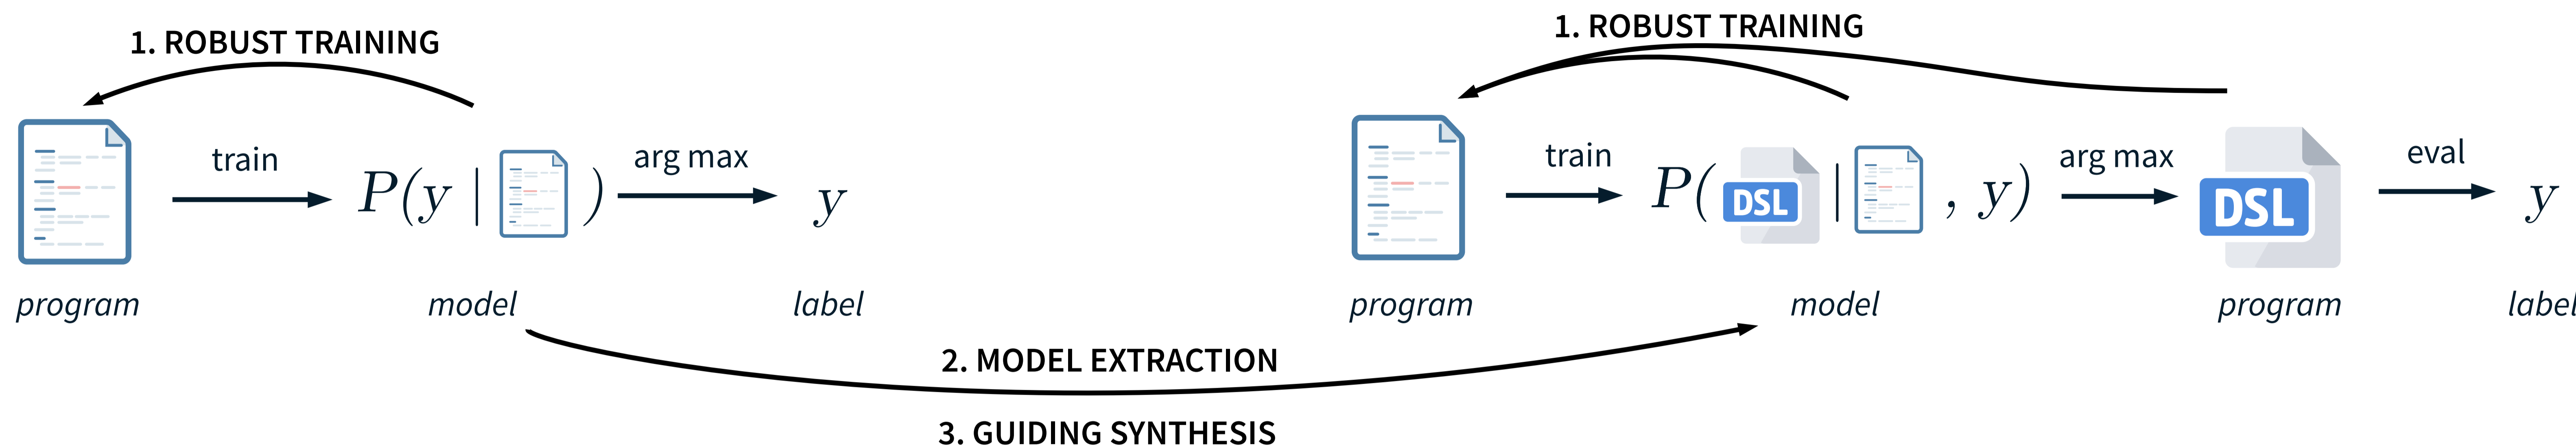 1. ROBUST TRAINING
train
P(y | )
arg max
y
program
model
label
1. ROBUST TRAINING
train
P( DSL | , y)
arg max
DSL
eval
y
program
model
program
label
2. MODEL EXTRACTION
3. GUIDING SYNTHESIS